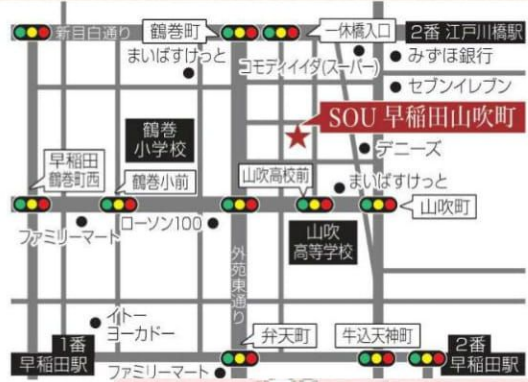 新目白通り
鶴巻町
一休橋入口
2番 江戸川橋駅
まいばすけっと
コモディイイダ(スーパー)
みずほ銀行
セブンイレブン
SOU 早稲田山吹町
鶴巻
小学校
デニーズ
早稲田
鶴巻町西
鶴巻小前
山吹高校前
まいばすけっと
山吹町
ファミリーマート
ローソン100
山吹
高等学校
外苑東通り
イトー
ヨーカドー
1番
早稲田駅
弁天町
牛込天神町
2番
早稲田駅
ファミリーマート